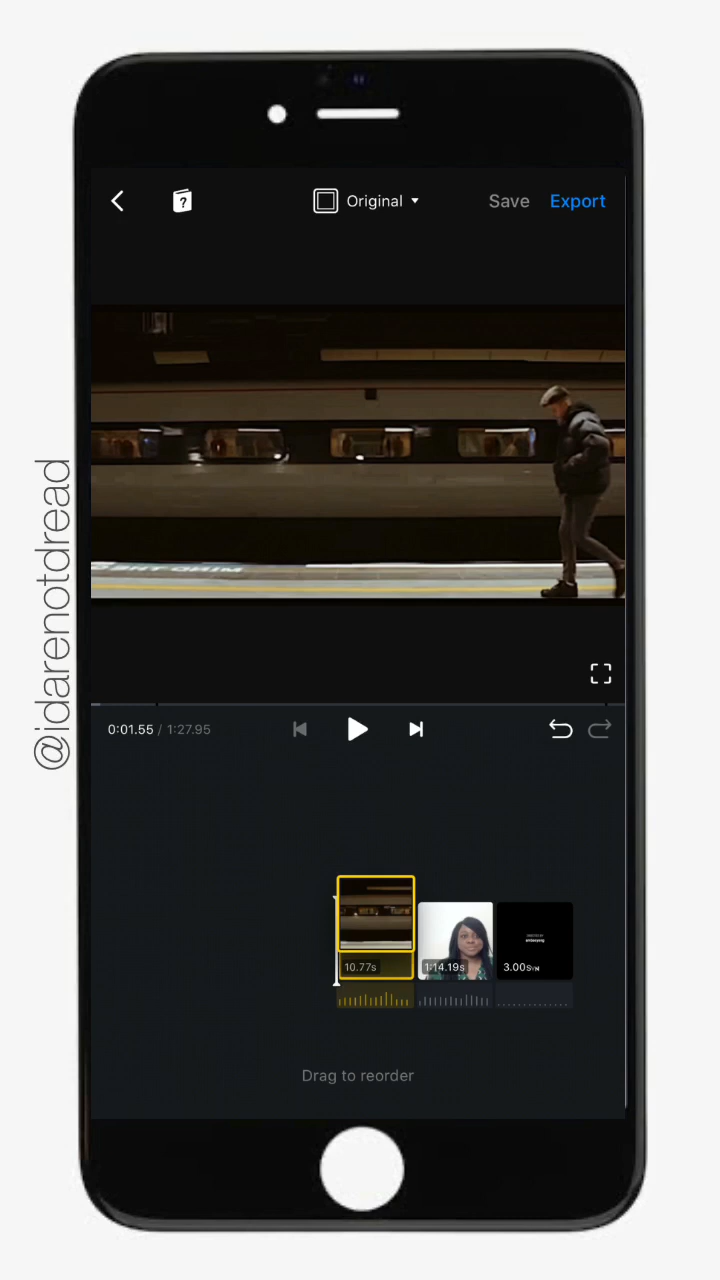 Original
Save
Export
@idarenotdread
0:01.55 / 1:27.95
10.77s
1:14.19s
3.00s
Drag to reorder